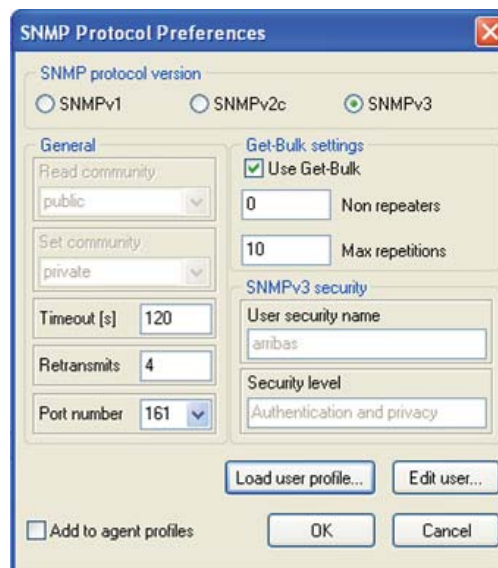 SNMP Protocol Preferences
SNMP protocol version
SNMPv1 SNMPv2c SNMPv3
General
Read community
public
Set community
private
Timeout [s] 120
Retransmits 4
Port number 161
Get-Bulk settings
Use Get-Bulk
0 Non repeaters
10 Max repetitions
SNMPv3 security
User security name
arribas
Security level
Authentication and privacy
Load user profile... Edit user...
Add to agent profiles OK Cancel